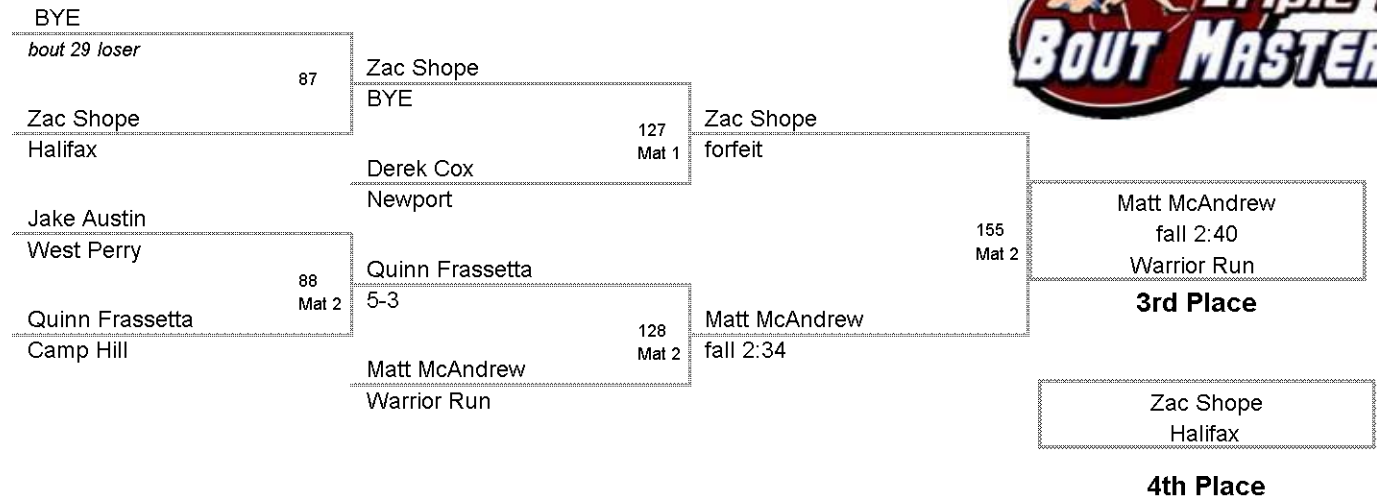 BYE
bout 29 loser
87
Zac Shope
Halifax
Jake Austin
West Perry
88
Mat 2
Quinn Frassetta
Camp Hill
Zac Shope
BYE
127
Mat 1
Derek Cox
Newport
Quinn Frassetta
5-3
128
Mat 2
Matt McAndrew
Warrior Run
Zac Shope
forfeit
155
Mat 2
Matt McAndrew
fall 2:34
BOUT MASTER
Matt McAndrew
fall 2:40
Warrior Run
3rd Place
Zac Shope
Halifax
4th Place